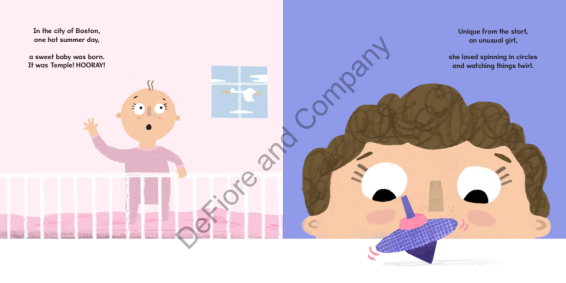 In the city of Boston,
one hot summer day,
a sweet baby was born.
It was Temple! HOORAY!
Unique from the start,
an unusual girl,
she loved spinning in circles
and watching things twirl.
DeFiore and Company